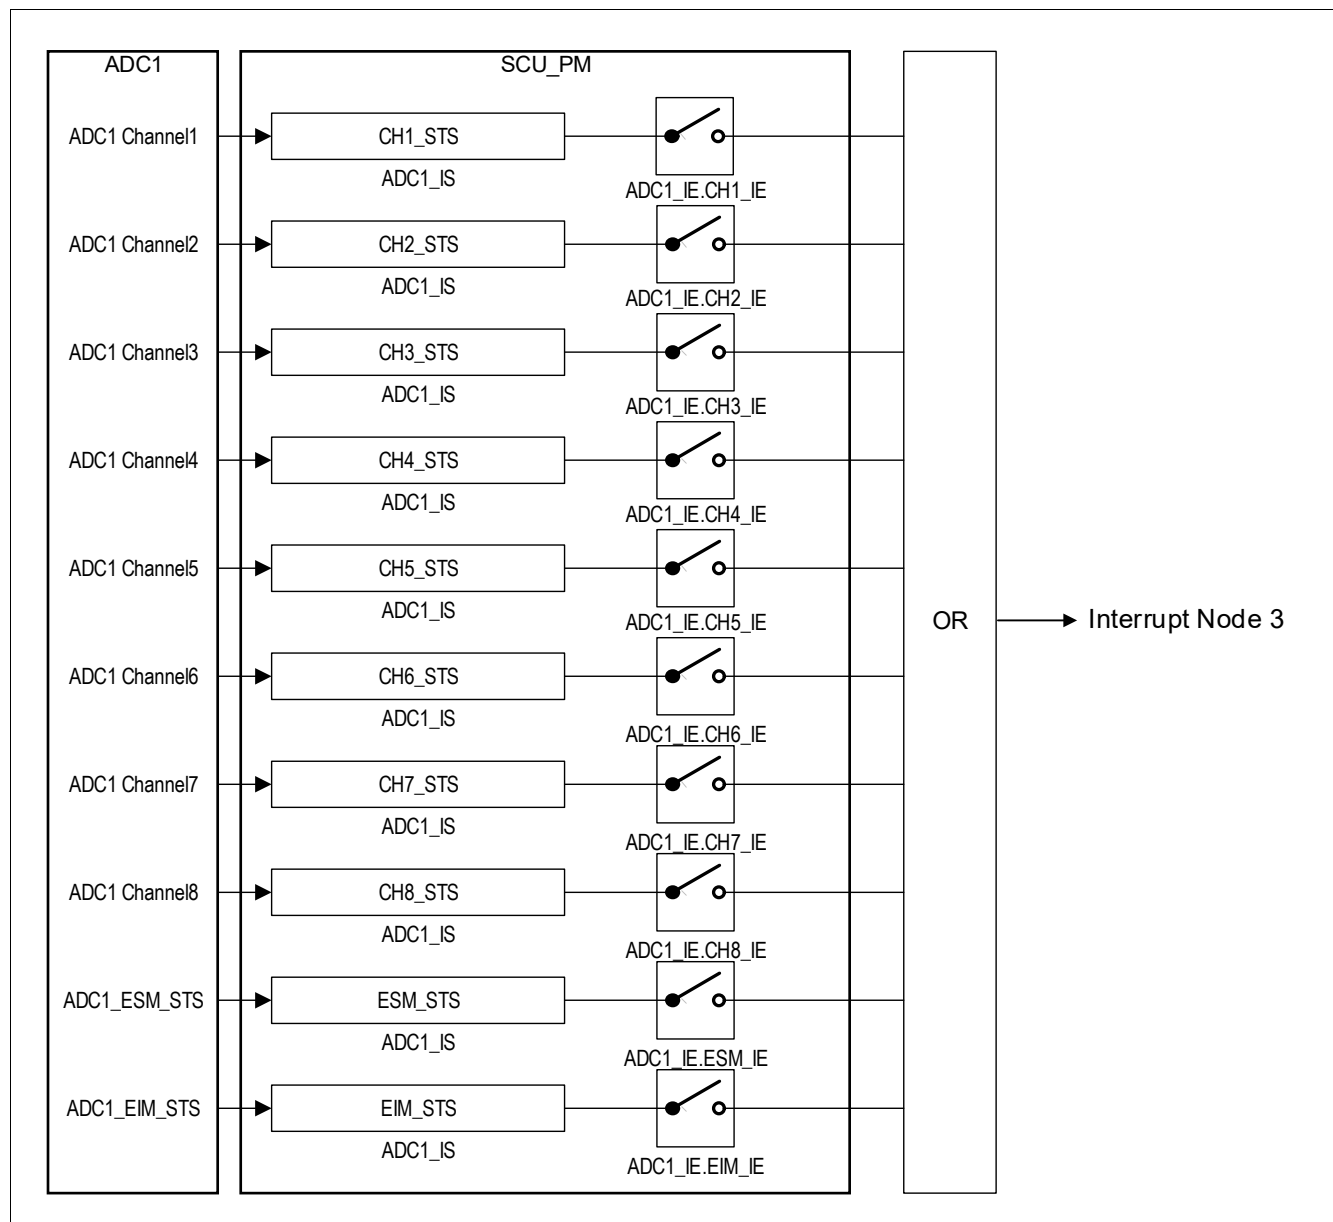 ADC1
SCU_PM
ADC1 Channel1
CH1_STS
ADC1_IS
ADC1_IE.CH1_IE
ADC1 Channel2
CH2_STS
ADC1_IS
ADC1_IE.CH2_IE
ADC1 Channel3
CH3_STS
ADC1_IS
ADC1_IE.CH3_IE
ADC1 Channel4
CH4_STS
ADC1_IS
ADC1_IE.CH4_IE
ADC1 Channel5
CH5_STS
ADC1_IS
ADC1_IE.CH5_IE
OR
Interrupt Node 3
ADC1 Channel6
CH6_STS
ADC1_IS
ADC1_IE.CH6_IE
ADC1 Channel7
CH7_STS
ADC1_IS
ADC1_IE.CH7_IE
ADC1 Channel8
CH8_STS
ADC1_IS
ADC1_IE.CH8_IE
ADC1_ESM_STS
ESM_STS
ADC1_IS
ADC1_IE.ESM_IE
ADC1_EIM_STS
EIM_STS
ADC1_IS
ADC1_IE.EIM_IE